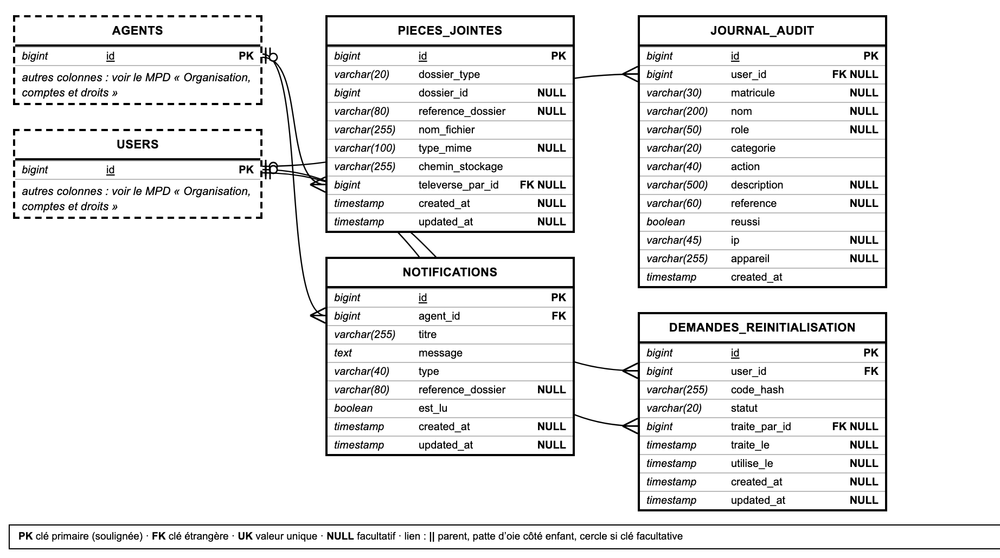 AGENTS
bigint id PK
autres colonnes : voir le MPD « Organisation,
comptes et droits »
USERS
bigint id PK
autres colonnes : voir le MPD « Organisation,
comptes et droits »
PIECES_JOINTES
bigint id PK
varchar(20) dossier_type
bigint dossier_id NULL
varchar(80) reference_dossier NULL
varchar(255) nom_fichier
varchar(100) type_mime NULL
varchar(255) chemin_stockage
bigint televerse_par_id FK NULL
timestamp created_at NULL
timestamp updated_at NULL
NOTIFICATIONS
bigint id PK
bigint agent_id FK
varchar(255) titre
text message
varchar(40) type
varchar(80) reference_dossier NULL
boolean est_lu
timestamp created_at NULL
timestamp updated_at NULL
JOURNAL_AUDIT
bigint id PK
bigint user_id FK NULL
varchar(30) matricule NULL
varchar(200) nom NULL
varchar(50) role NULL
varchar(20) categorie
varchar(40) action
varchar(500) description NULL
varchar(60) reference NULL
boolean reussi
varchar(45) ip NULL
varchar(255) appareil NULL
timestamp created_at
DEMANDES_REINITIALISATION
bigint id PK
bigint user_id FK
varchar(255) code_hash
varchar(20) statut
bigint traite_par_id FK NULL
timestamp traite_le NULL
timestamp utilise_le NULL
timestamp created_at NULL
timestamp updated_at NULL
PK clé primaire (soulignée) · FK clé étrangère · UK valeur unique · NULL facultatif · lien : || parent, patte d’oie côté enfant, cercle si clé facultative